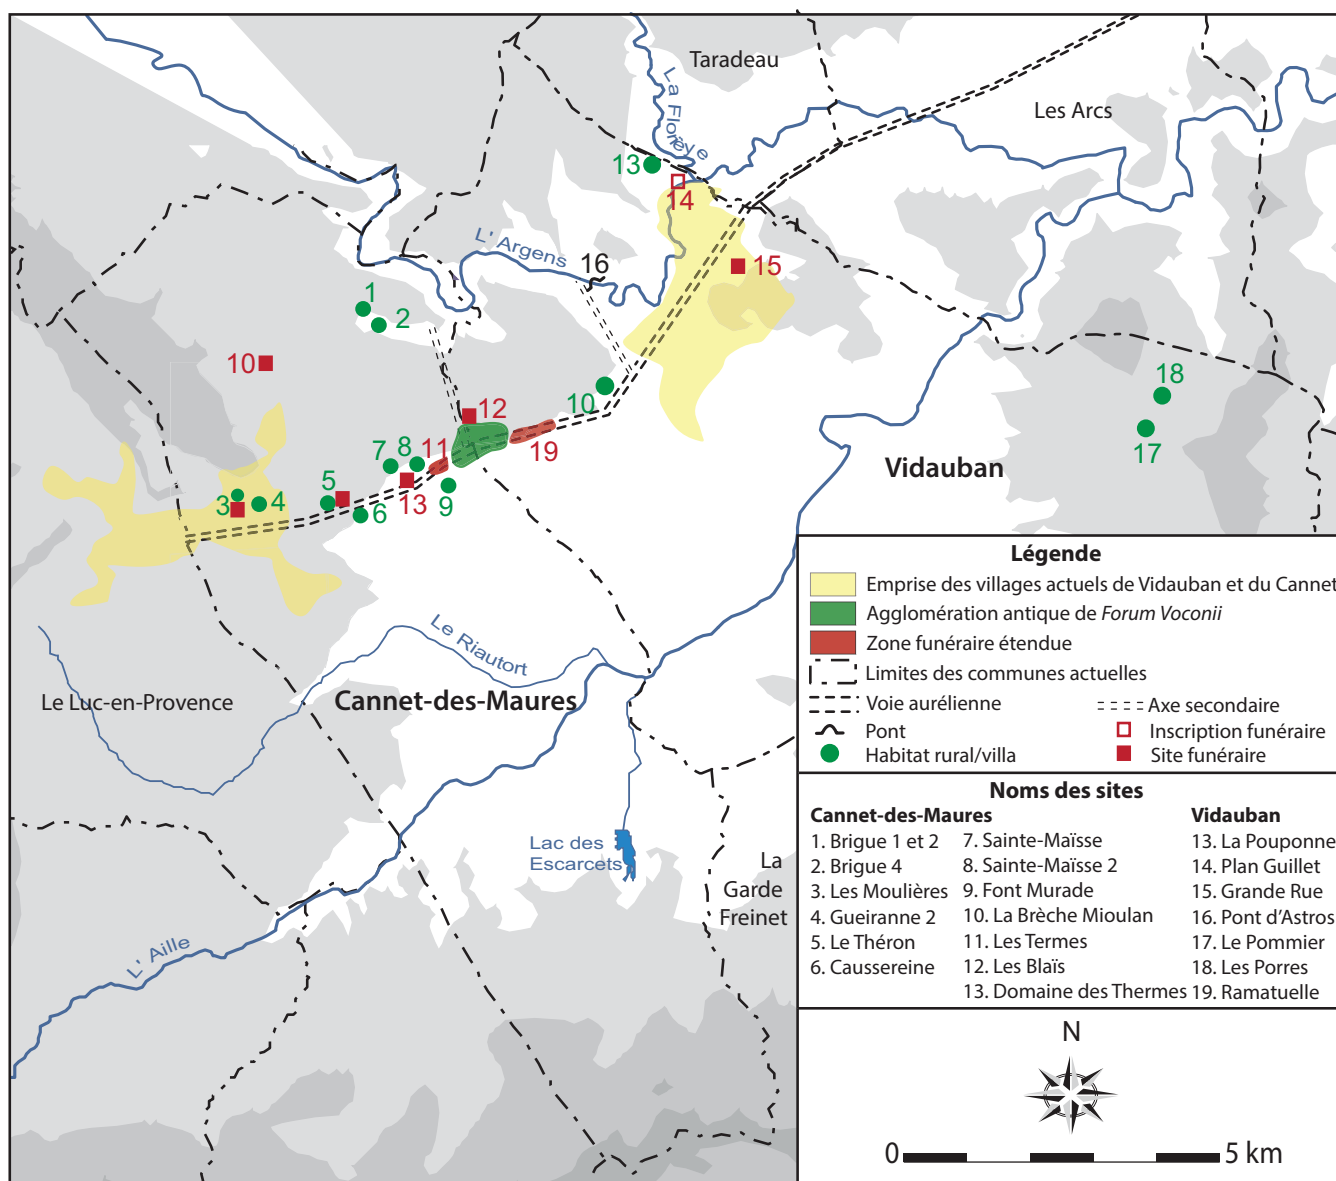 Taradeau
Les Arcs
La Florièye
13
14
L' Argens
16
15
1
2
10
18
17
10
12
19
Vidauban
7
8
11
5
13
9
3
4
6
Le Riautort
Le Luc-en-Provence
Cannet-des-Maures
Lac des
Escarcets
La
Garde
Freinet
L' Aille
Légende
Emprise des villages actuels de Vidauban et du Cannet
Agglomération antique de Forum Voconii
Zone funéraire étendue
Limites des communes actuelles
Voie aurélienne
Axe secondaire
Pont
Inscription funéraire
Habitat rural/villa
Site funéraire
Noms des sites
Cannet-des-Maures
1. Brigue 1 et 2
2. Brigue 4
3. Les Moulières
4. Gueiranne 2
5. Le Théron
6. Caussereine
7. Sainte-Maïsse
8. Sainte-Maïsse 2
9. Font Murade
10. La Brèche Mioulan
11. Les Termes
12. Les Blaïs
13. Domaine des Thermes
Vidauban
13. La Pouponne
14. Plan Guillet
15. Grande Rue
16. Pont d'Astros
17. Le Pommier
18. Les Porres
19. Ramatuelle
N
0 5 km